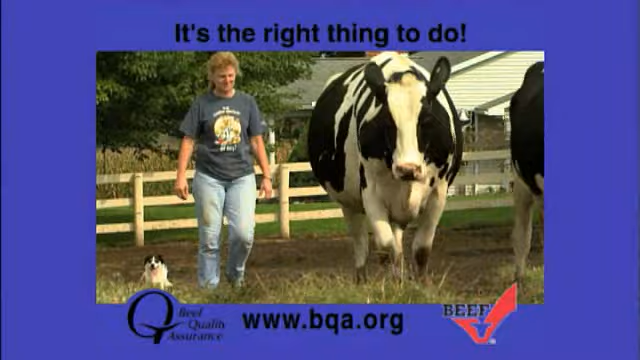 It's the right thing to do!
Beef
Quality
Assurance
www.bqa.org
BEEF